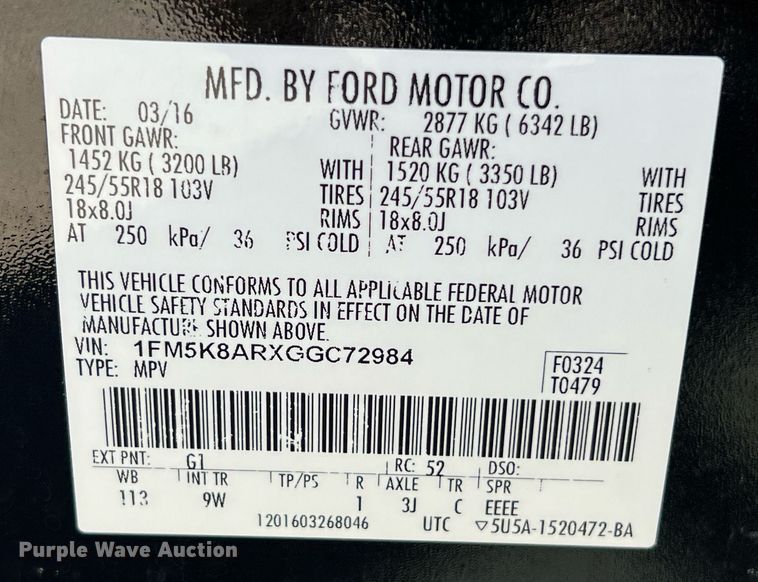 MFD. BY FORD MOTOR CO.
DATE: 03/16 GVWR: 2877 KG ( 6342 LB)
FRONT GAWR: REAR GAWR:
1452 KG ( 3200 LB) WITH 1520 KG ( 3350 LB) WITH
245/55R18 103V TIRES 245/55R18 103V TIRES
18x8.0J RIMS 18x8.0J RIMS
AT 250 kPa/ 36 PSI COLD AT 250 kPa/ 36 PSI COLD
THIS VEHICLE CONFORMS TO ALL APPLICABLE FEDERAL MOTOR
VEHICLE SAFETY STANDARDS IN EFFECT ON THE DATE OF
MANUFACTURE SHOWN ABOVE.
VIN: 1FM5K8ARXGGC72984
TYPE: MPV
F0324
T0479
EXT PNT: G1 RC: 52 DSO:
WB INT TR TP/PS R AXLE TR SPR
113 9W 1 3J C EEEE
1201603268046 UTC ▽5U5A-1520472-BA
Purple Wave Auction